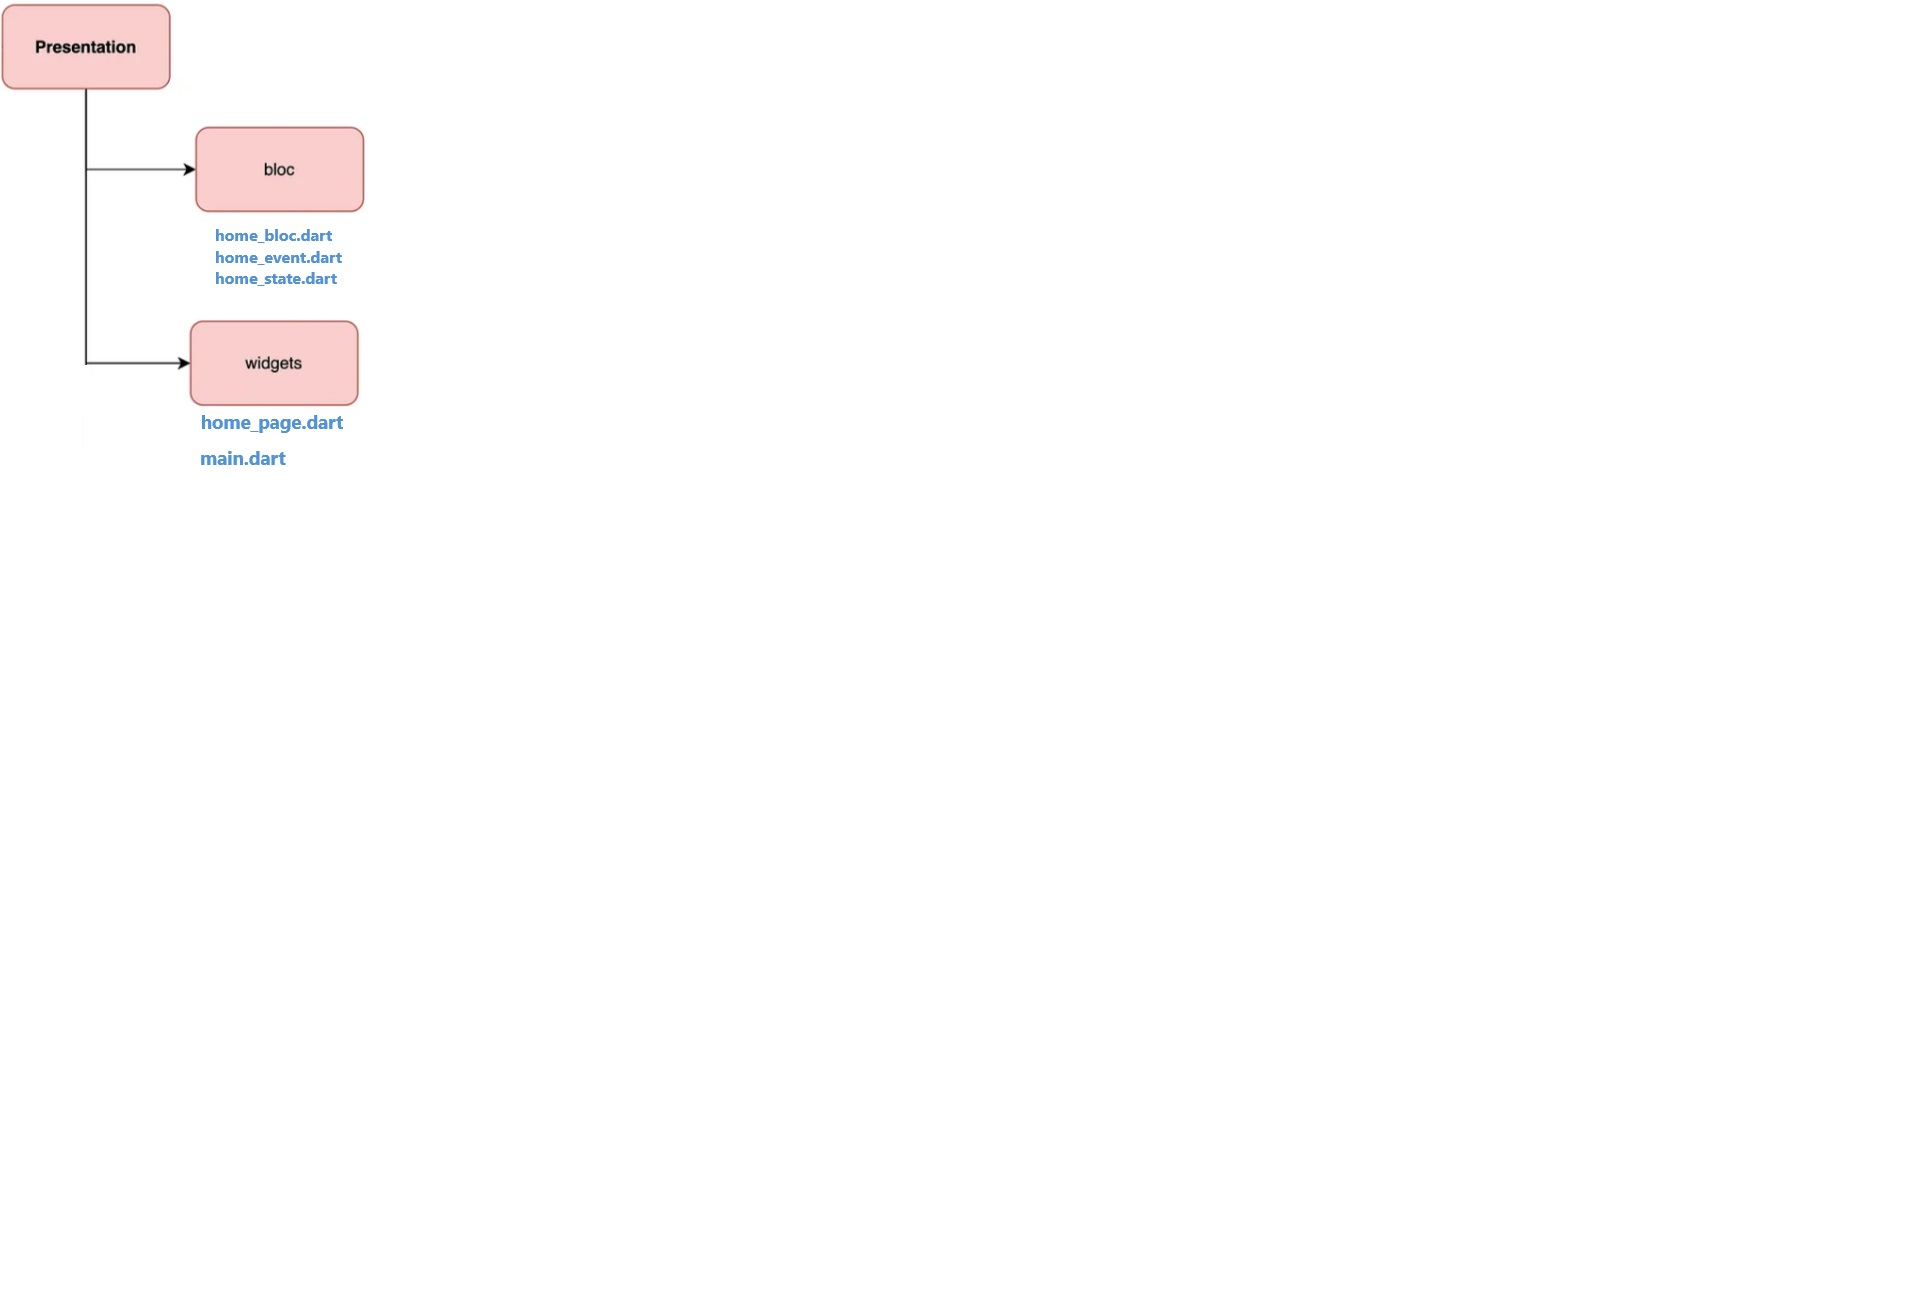 Presentation
bloc
home_bloc.dart
home_event.dart
home_state.dart
widgets
home_page.dart
main.dart